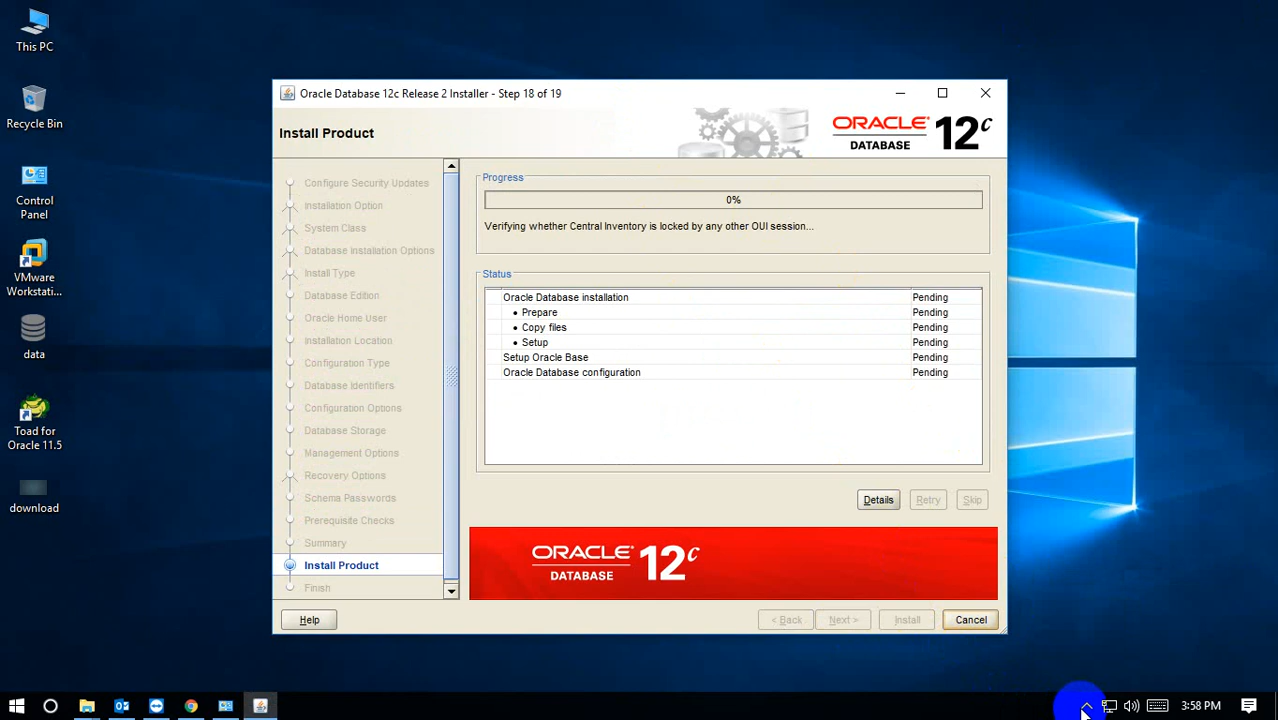 This PC
Recycle Bin
Control
Panel
VMware
Workstati...
data
Toad for
Oracle 11.5
download
Oracle Database 12c Release 2 Installer - Step 18 of 19
Install Product
ORACLE
DATABASE
12c
Configure Security Updates
Installation Option
System Class
Database Installation Options
Install Type
Database Edition
Oracle Home User
Installation Location
Configuration Type
Database Identifiers
Configuration Options
Database Storage
Management Options
Recovery Options
Schema Passwords
Prerequisite Checks
Summary
Install Product
Finish
Progress
0%
Verifying whether Central Inventory is locked by any other OUI session...
Status
Oracle Database installation Pending
• Prepare Pending
• Copy files Pending
• Setup Pending
Setup Oracle Base Pending
Oracle Database configuration Pending
Details Retry Skip
ORACLE
DATABASE
12c
Help < Back Next > Install Cancel
3:58 PM